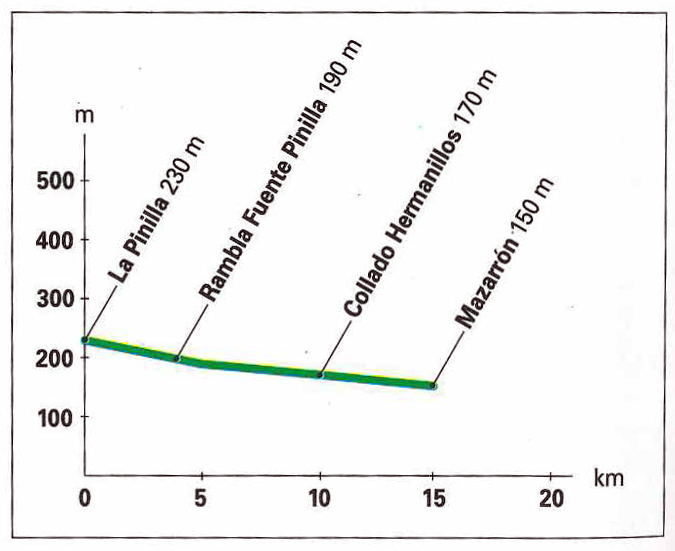 m
La Pinilla 230 m
Rambla Fuente Pinilla 190 m
Collado Hermanillos 170 m
Mazarrón 150 m
500
400
300
200
100
0 5 10 15 20 km